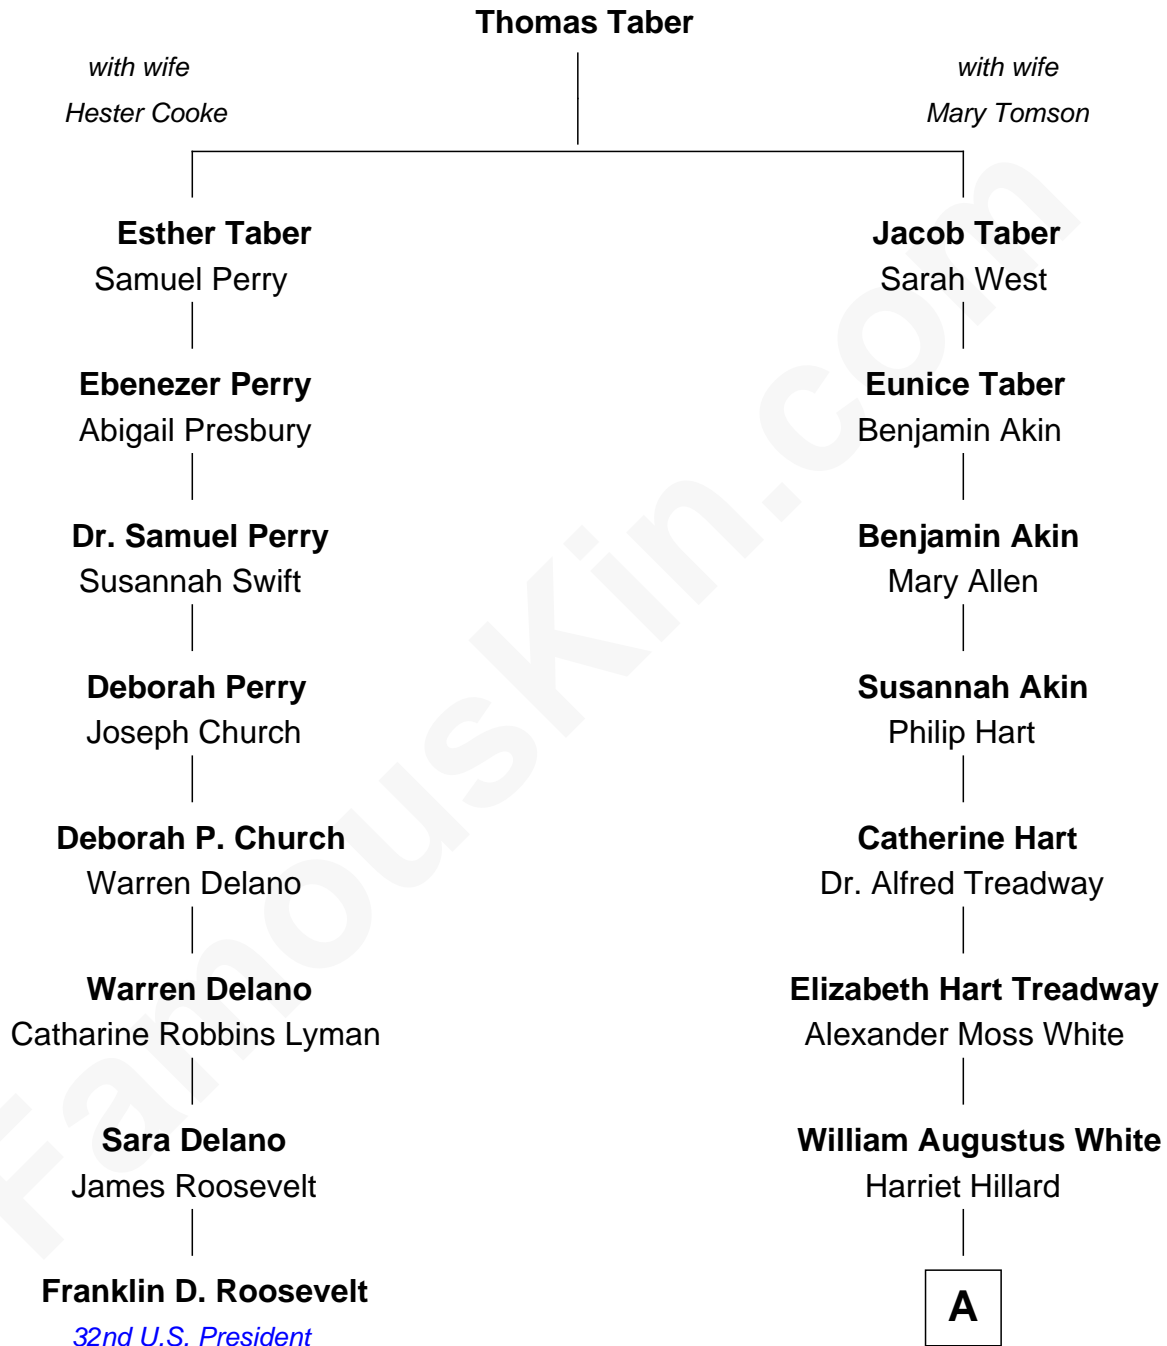 Thomas Taber
with wife
Hester Cooke
with wife
Mary Tomson
Esther Taber
Samuel Perry
Jacob Taber
Sarah West
Ebenezer Perry
Abigail Presbury
Eunice Taber
Benjamin Akin
Dr. Samuel Perry
Susannah Swift
Benjamin Akin
Mary Allen
Deborah Perry
Joseph Church
Susannah Akin
Philip Hart
Deborah P. Church
Warren Delano
Catherine Hart
Dr. Alfred Treadway
Warren Delano
Catharine Robbins Lyman
Elizabeth Hart Treadway
Alexander Moss White
Sara Delano
James Roosevelt
William Augustus White
Harriet Hillard
Franklin D. Roosevelt
32nd U.S. President
A
FamousKin.com